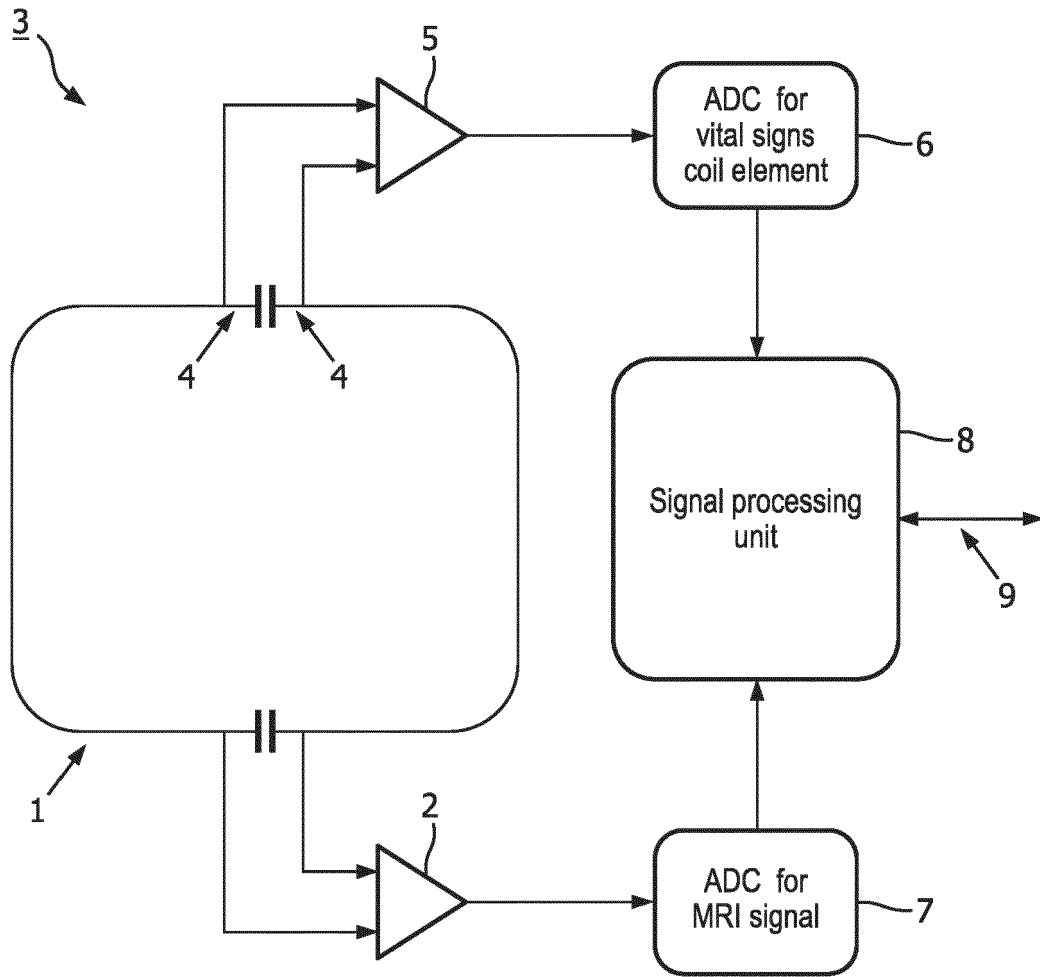 3
5
ADC for
vital signs
coil element
6
4
4
8
Signal processing
unit
9
1
2
ADC for
MRI signal
7